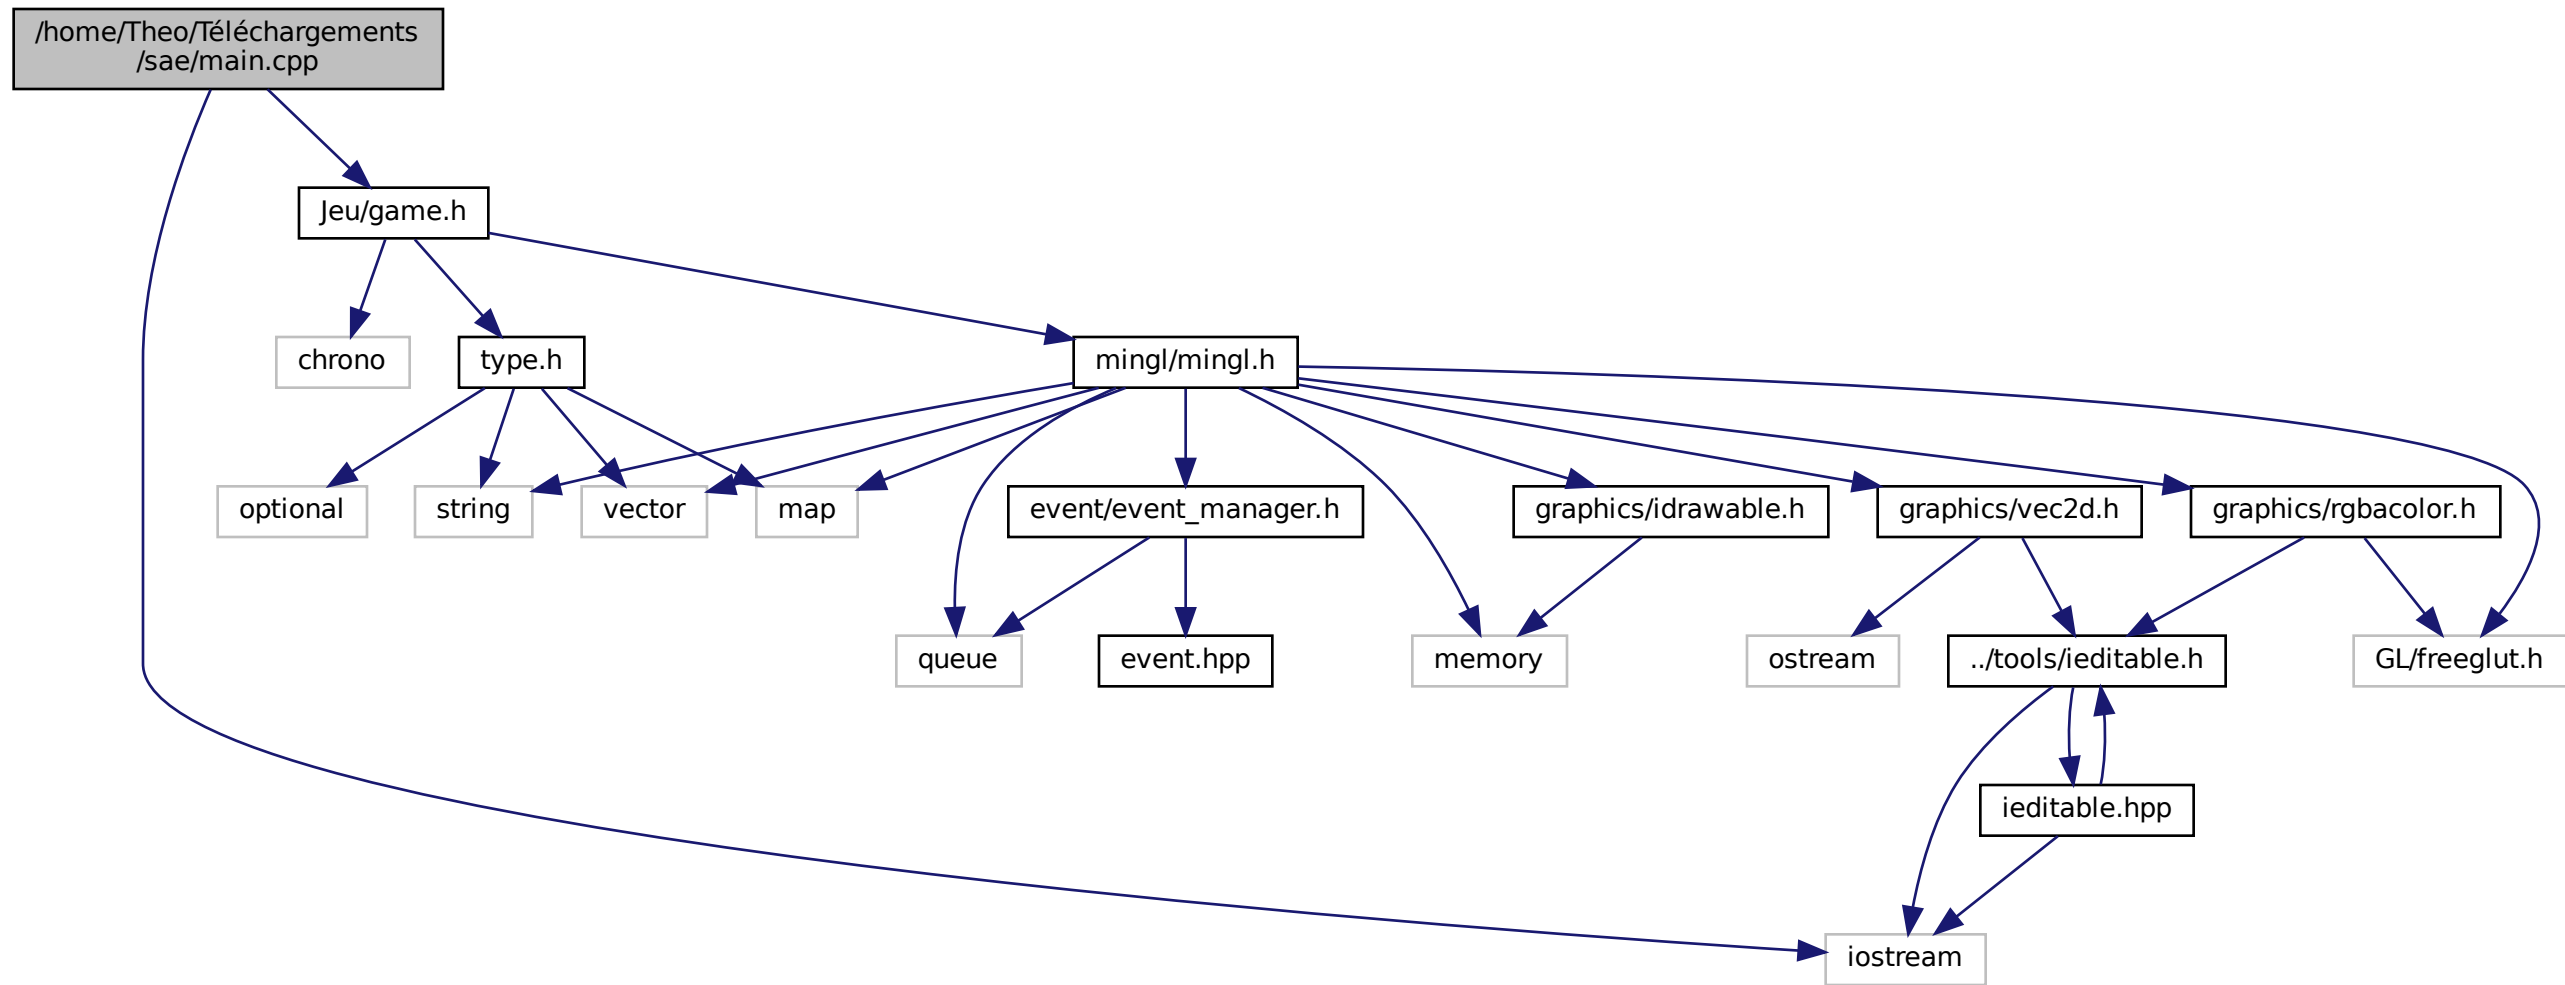 /home/Theo/Téléchargements
/sae/main.cpp
Jeu/game.h
chrono
type.h
mingl/mingl.h
optional
string
vector
map
event/event_manager.h
graphics/idrawable.h
graphics/vec2d.h
graphics/rgbacolor.h
queue
event.hpp
memory
ostream
../tools/ieditable.h
GL/freeglut.h
ieditable.hpp
iostream